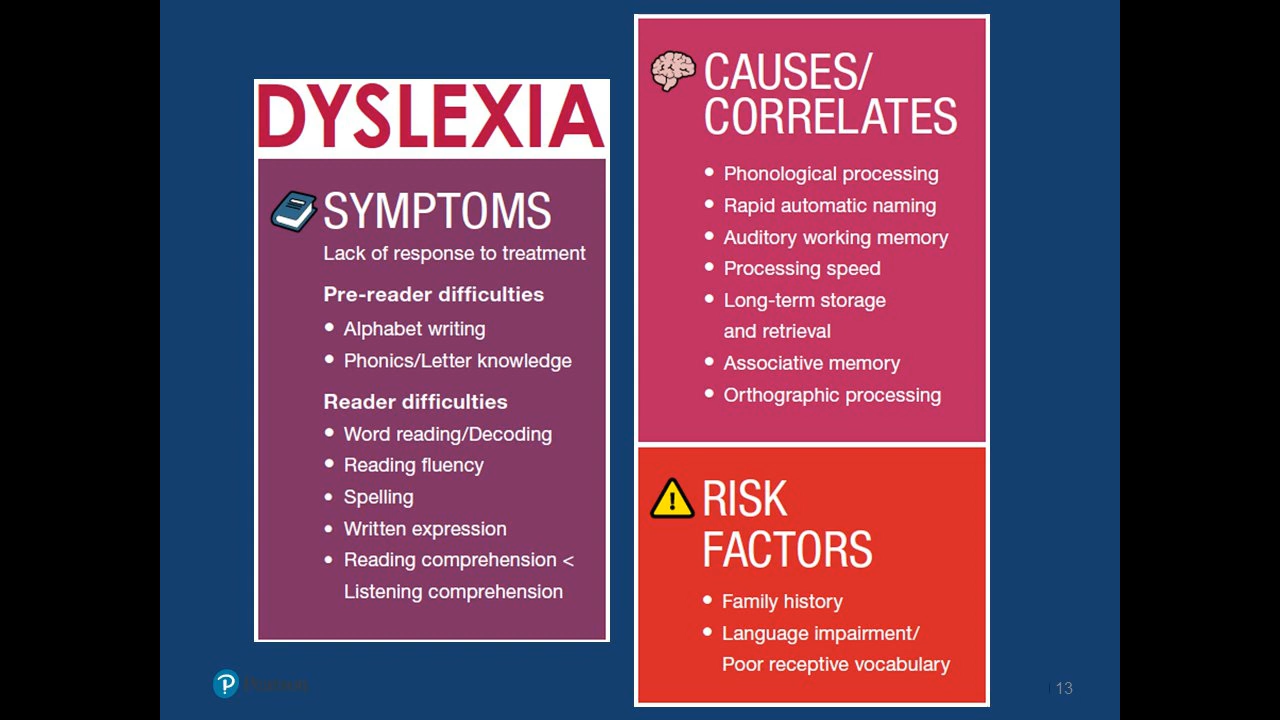 DYSLEXIA
SYMPTOMS
Lack of response to treatment
Pre-reader difficulties
• Alphabet writing
• Phonics/Letter knowledge
Reader difficulties
• Word reading/Decoding
• Reading fluency
• Spelling
• Written expression
• Reading comprehension <
Listening comprehension
CAUSES/
CORRELATES
• Phonological processing
• Rapid automatic naming
• Auditory working memory
• Processing speed
• Long-term storage
and retrieval
• Associative memory
• Orthographic processing
RISK
FACTORS
• Family history
• Language impairment/
Poor receptive vocabulary
Pearson
13